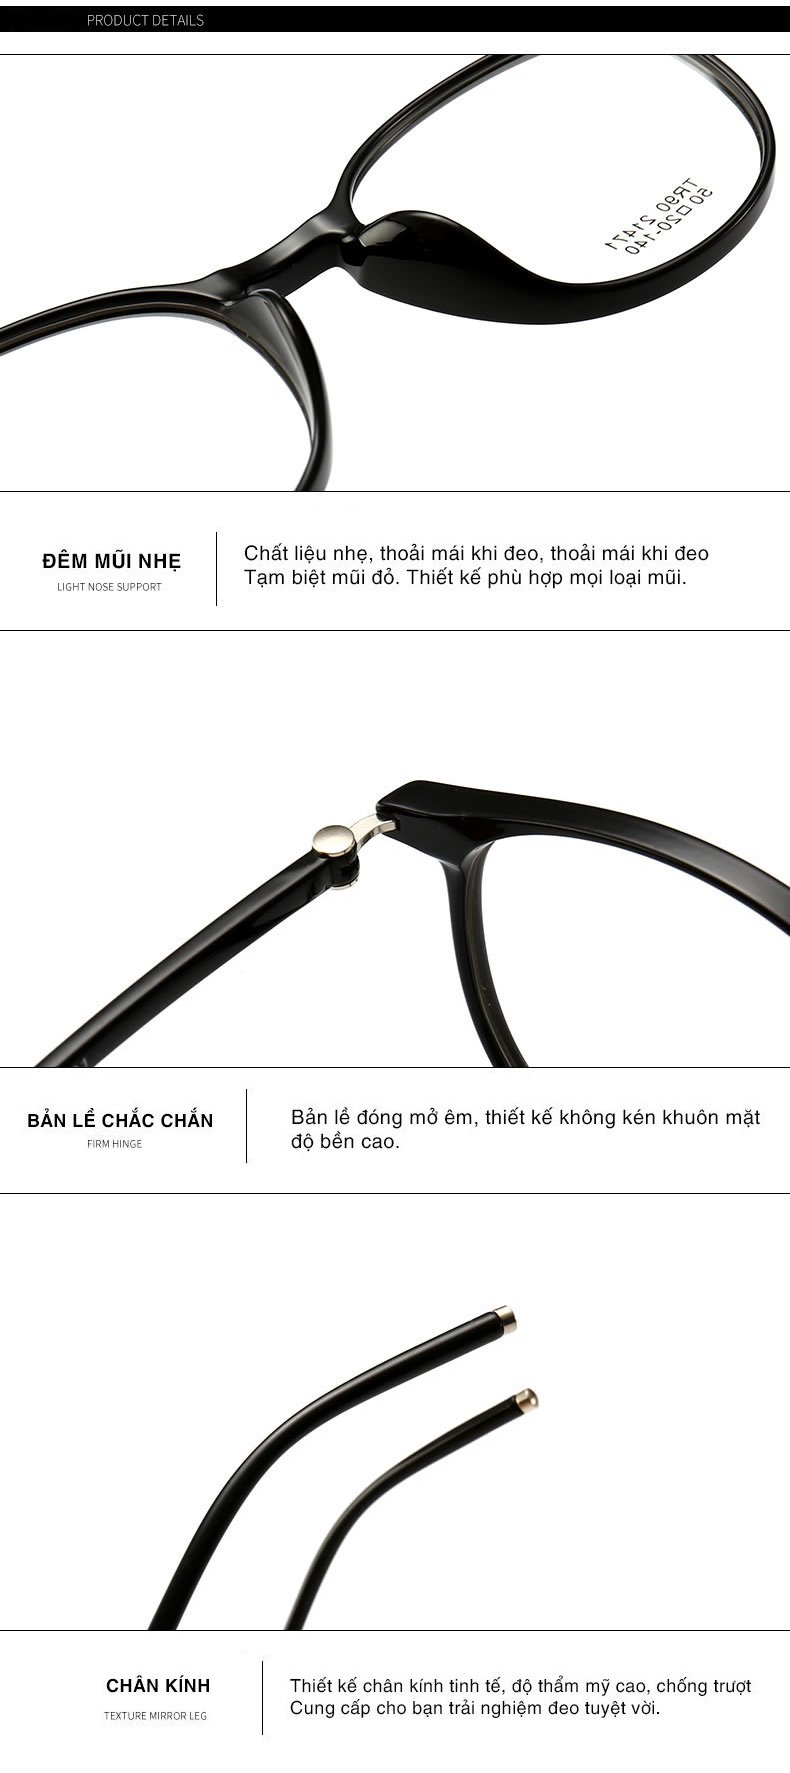 PRODUCT DETAILS
TR90 21471
50□20-140
ĐÊM MŨI NHẸ
LIGHT NOSE SUPPORT
Chất liệu nhẹ, thoải mái khi đeo, thoải mái khi đeo
Tạm biệt mũi đỏ. Thiết kế phù hợp mọi loại mũi.
BẢN LỀ CHẮC CHẮN
FIRM HINGE
Bản lề đóng mở êm, thiết kế không kén khuôn mặt
độ bền cao.
CHÂN KÍNH
TEXTURE MIRROR LEG
Thiết kế chân kính tinh tế, độ thẩm mỹ cao, chống trượt
Cung cấp cho bạn trải nghiệm đeo tuyệt vời.